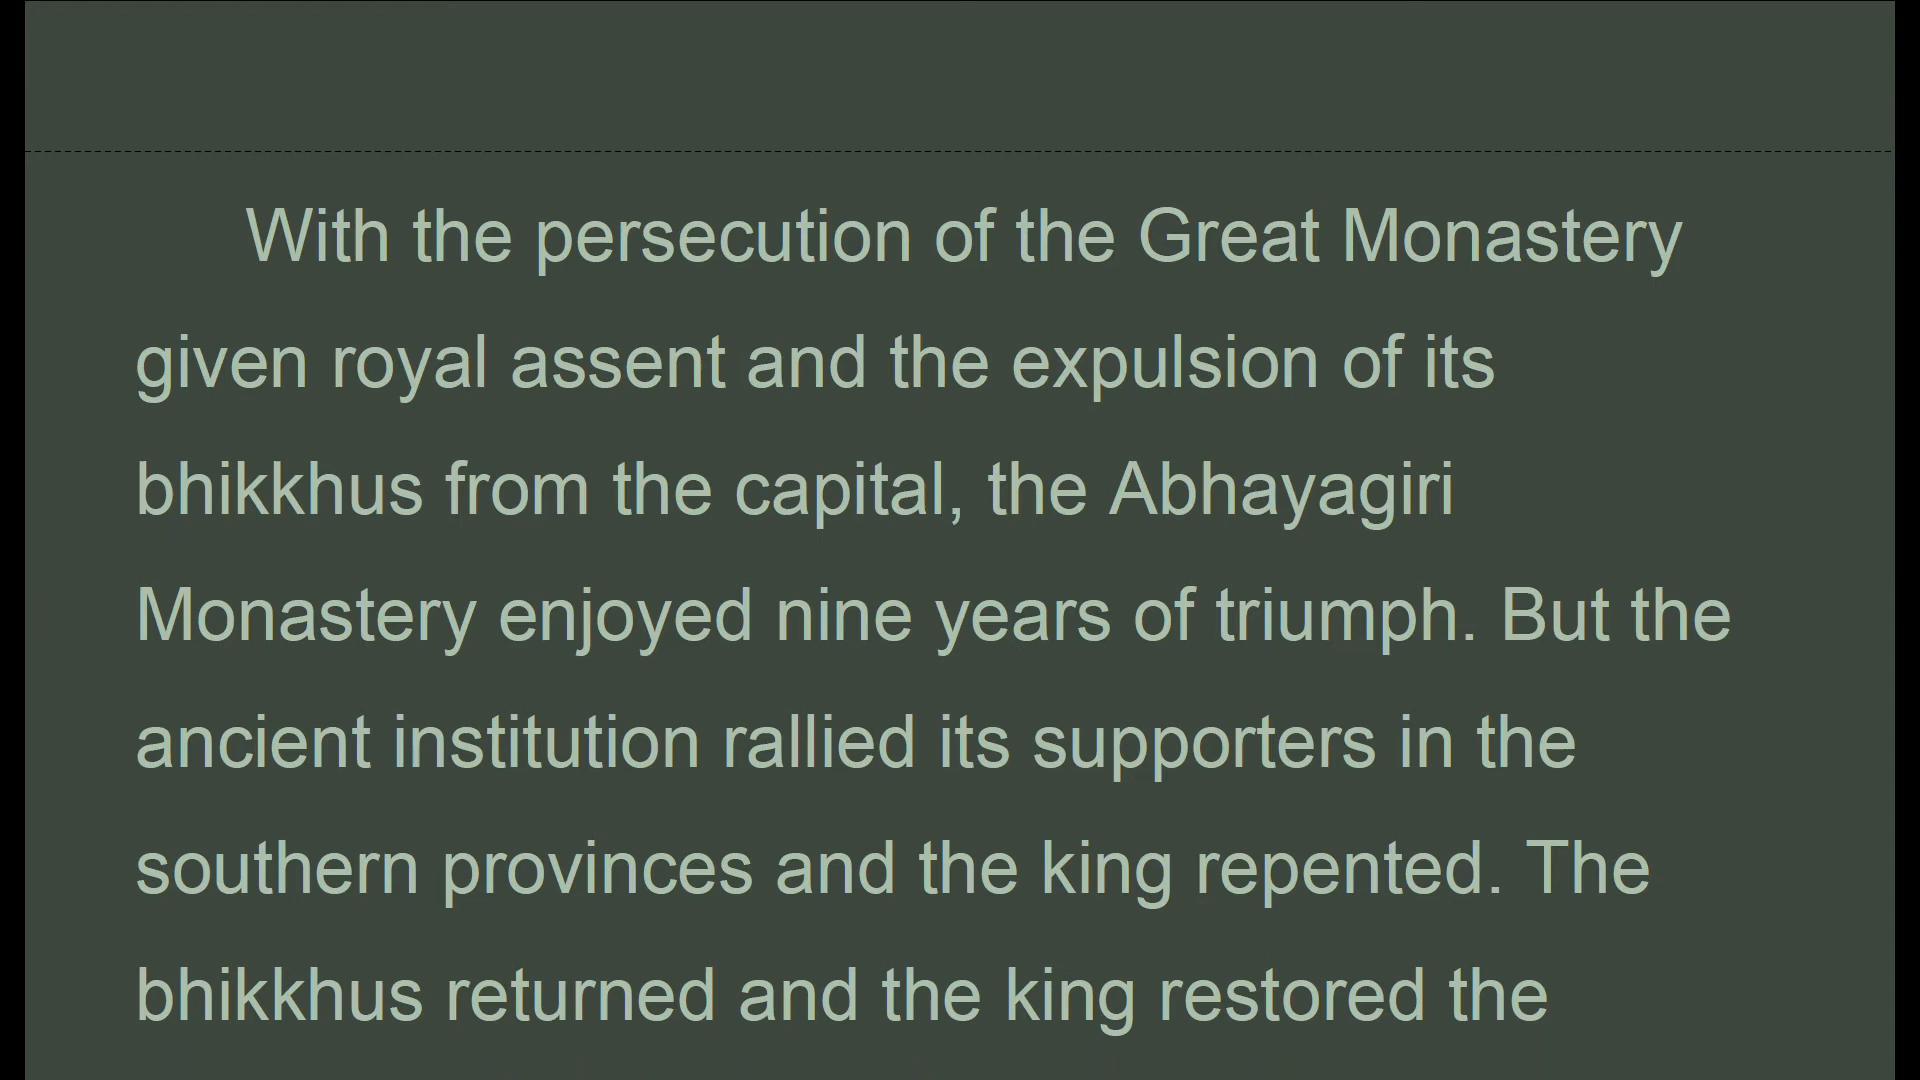 With the persecution of the Great Monastery
given royal assent and the expulsion of its
bhikkhus from the capital, the Abhayagiri
Monastery enjoyed nine years of triumph. But the
ancient institution rallied its supporters in the
southern provinces and the king repented. The
bhikkhus returned and the king restored the